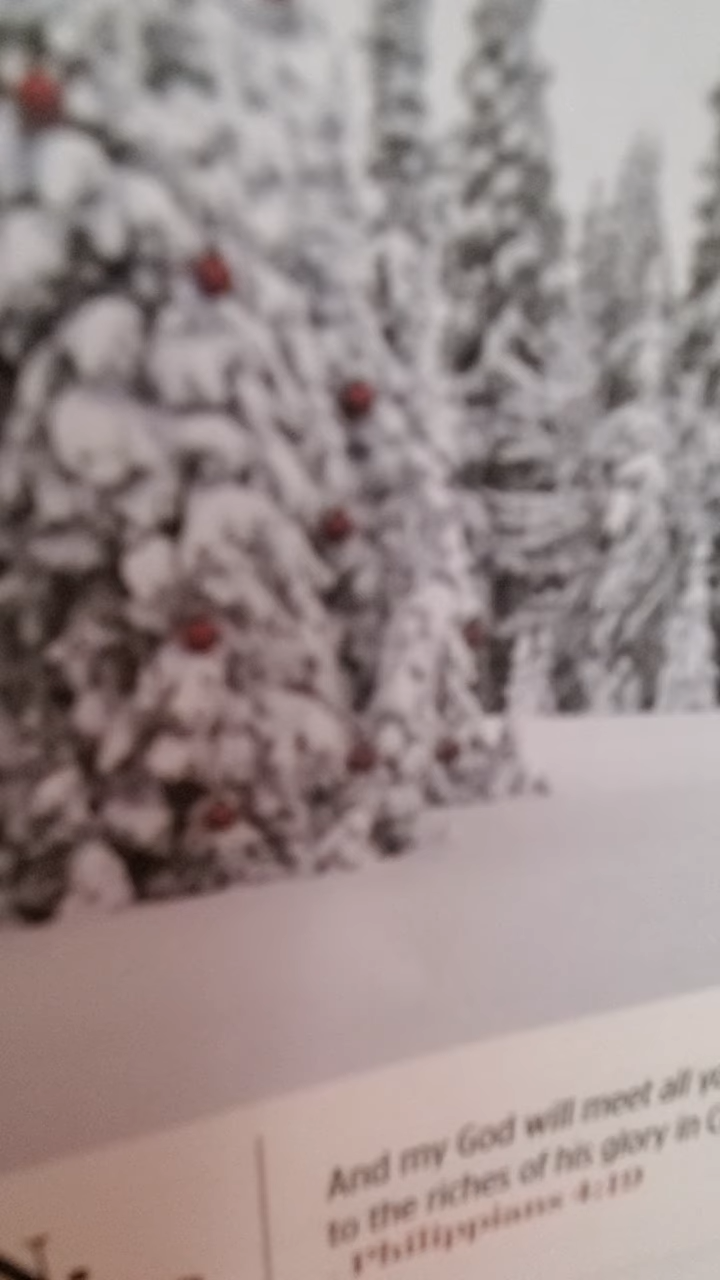 And my God will meet all
to the riches of his glory in
Philippians 4:19